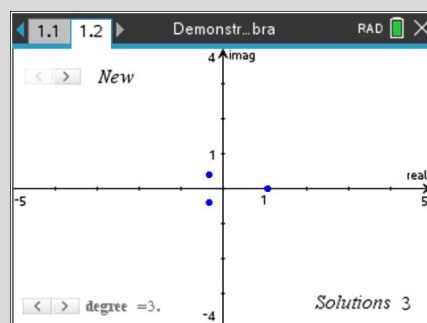 1.1 1.2 Demonstr...bra RAD
4 imag
New
1
real
-5 1 5
degree =3.
-4
Solutions 3